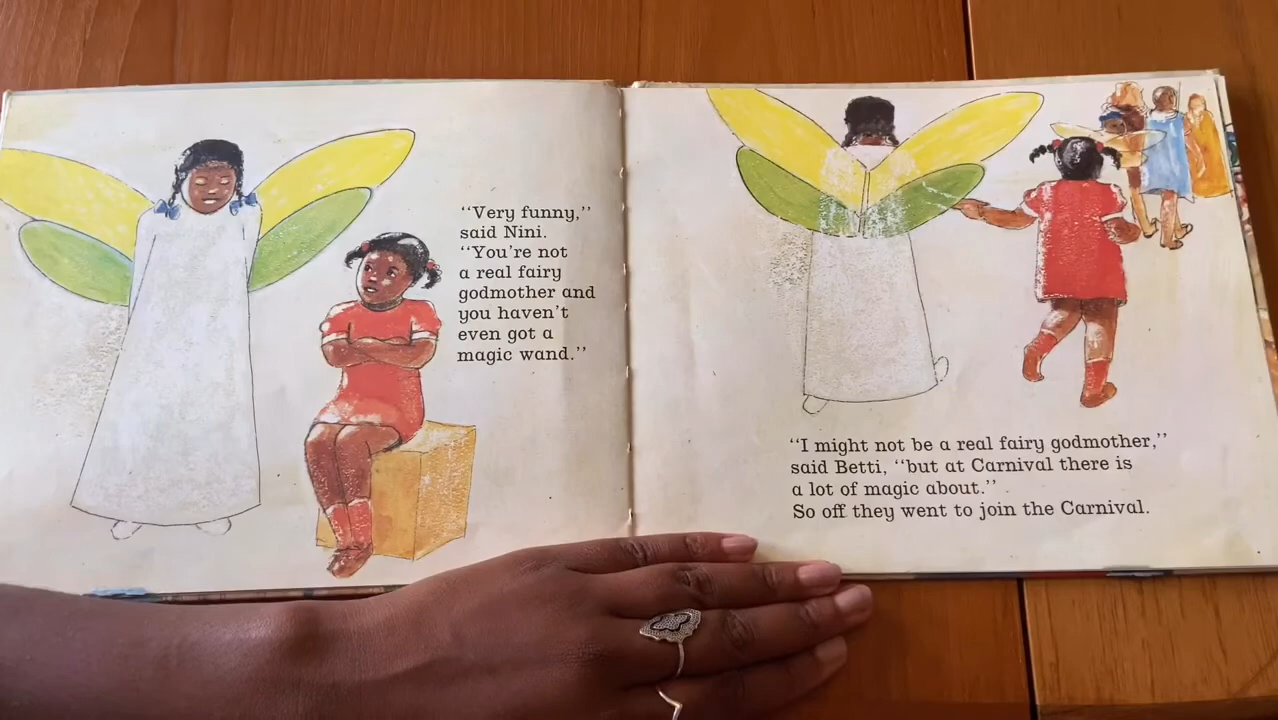 “Very funny,”
said Nini.
“You’re not
a real fairy
godmother and
you haven’t
even got a
magic wand.”
“I might not be a real fairy godmother,”
said Betti, “but at Carnival there is
a lot of magic about.”
So off they went to join the Carnival.